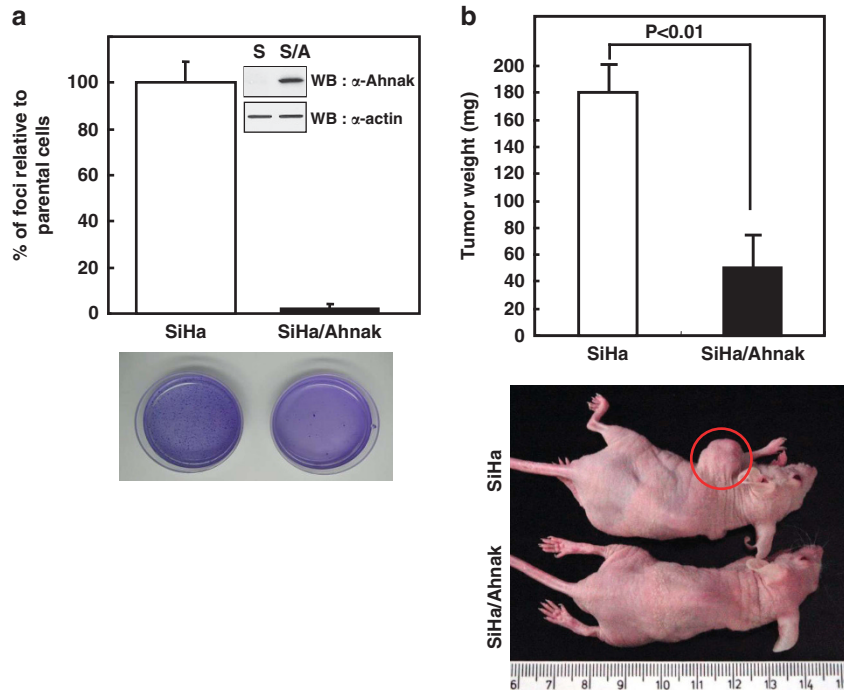 a
% of foci relative to
parental cells
100
80
60
40
20
0
S S/A
WB : α-Ahnak
WB : α-actin
SiHa SiHa/Ahnak
b
Tumor weight (mg)
200
180
160
140
120
100
80
60
40
20
0
P<0.01
SiHa SiHa/Ahnak
SiHa
SiHa/Ahnak
6 7 8 9 10 11 12 13 14